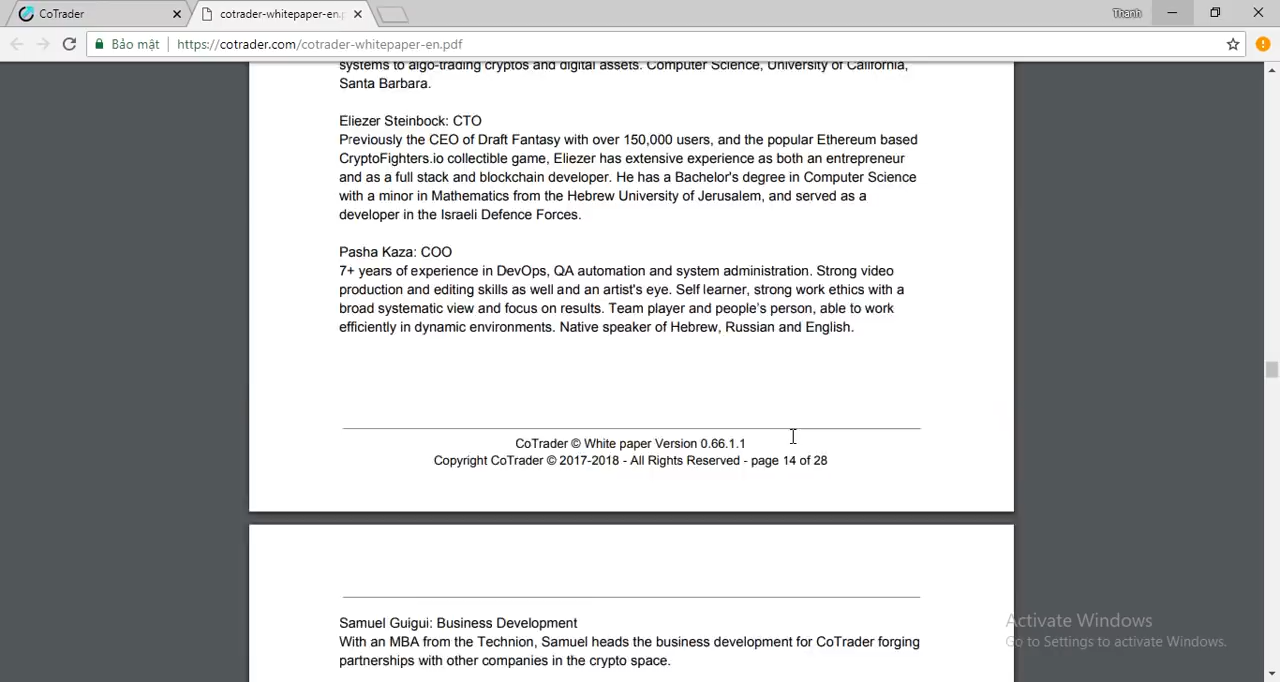 CoTrader
cotrader-whitepaper-en.p
Thanh
Bảo mật
https://cotrader.com/cotrader-whitepaper-en.pdf
systems to algo-trading cryptos and digital assets. Computer Science, University of California,
Santa Barbara.
Eliezer Steinbock: CTO
Previously the CEO of Draft Fantasy with over 150,000 users, and the popular Ethereum based
CryptoFighters.io collectible game, Eliezer has extensive experience as both an entrepreneur
and as a full stack and blockchain developer. He has a Bachelor's degree in Computer Science
with a minor in Mathematics from the Hebrew University of Jerusalem, and served as a
developer in the Israeli Defence Forces.
Pasha Kaza: COO
7+ years of experience in DevOps, QA automation and system administration. Strong video
production and editing skills as well and an artist's eye. Self learner, strong work ethics with a
broad systematic view and focus on results. Team player and people's person, able to work
efficiently in dynamic environments. Native speaker of Hebrew, Russian and English.
CoTrader © White paper Version 0.66.1.1
Copyright CoTrader © 2017-2018 - All Rights Reserved - page 14 of 28
Samuel Guigui: Business Development
With an MBA from the Technion, Samuel heads the business development for CoTrader forging
partnerships with other companies in the crypto space.
Activate Windows
Go to Settings to activate Windows.